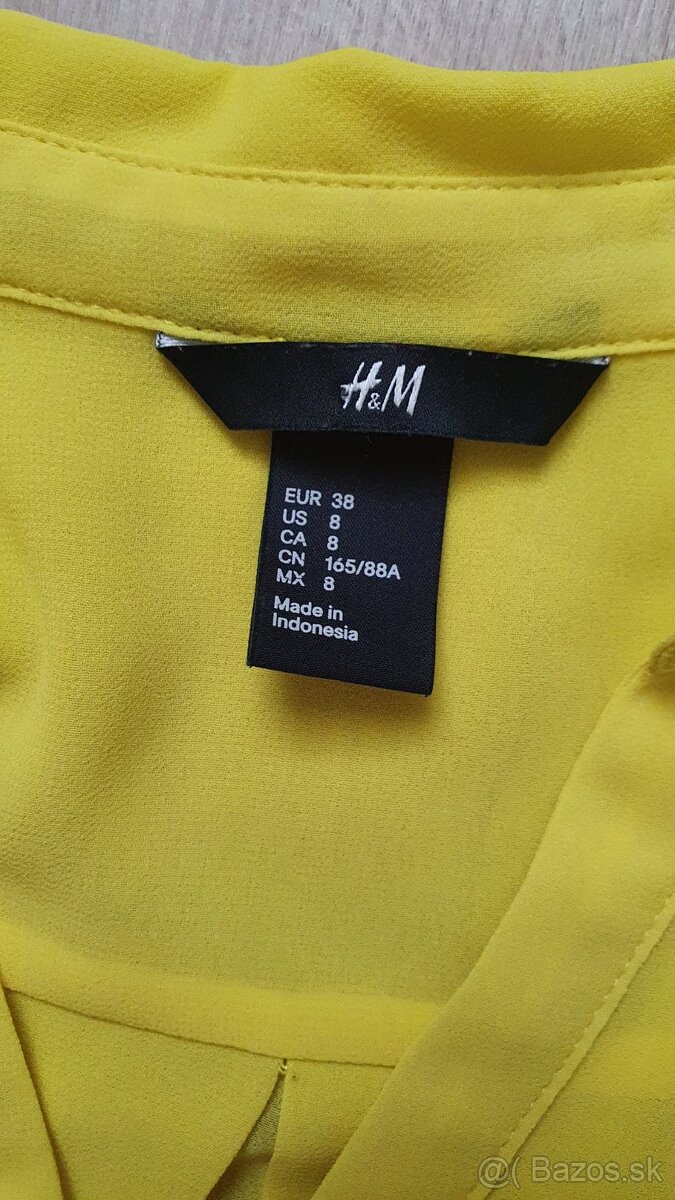 H&M
EUR 38
US 8
CA 8
CN 165/88A
MX 8
Made in
Indonesia
@( Bazos.sk